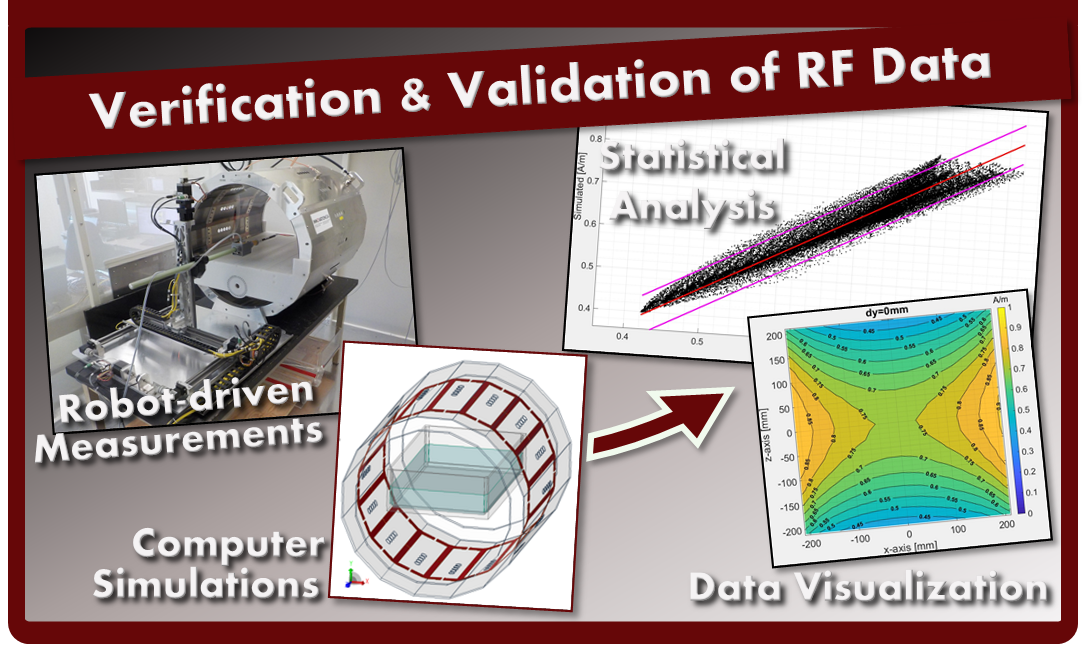 Verification & Validation of RF Data
Statistical
Analysis
Simulated [A/m]
0.8
0.7
0.6
0.5
0.4
0.4
0.5
Robot-driven
Measurements
Computer
Simulations
dy=0mm
A/m
z-axis [mm]
200
150
100
50
0
-50
-100
-150
-200
-200
-100
0
100
200
x-axis [mm]
1
0.9
0.8
0.7
0.6
0.5
0.4
0.3
0.2
0.1
0
Data Visualization